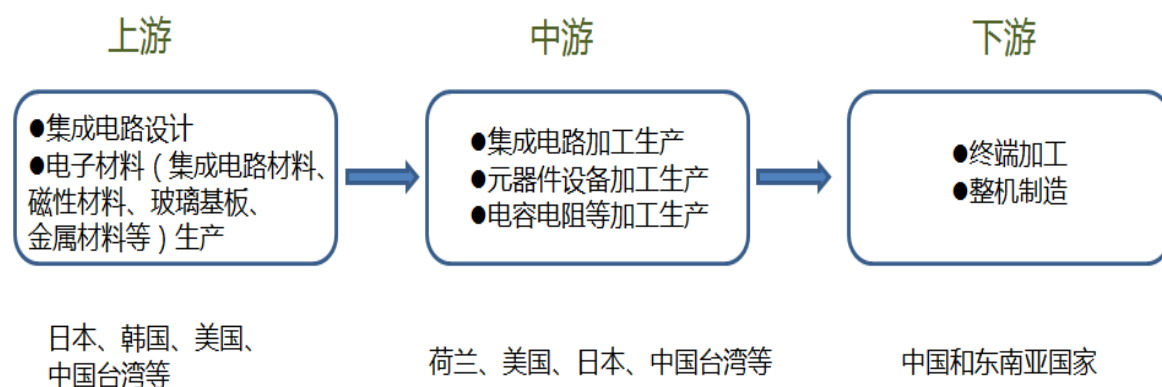 上游
中游
下游
●集成电路设计
●电子材料（集成电路材料、
磁性材料、玻璃基板、
金属材料等）生产
●集成电路加工生产
●元器件设备加工生产
●电容电阻等加工生产
●终端加工
●整机制造
日本、韩国、美国、
中国台湾等
荷兰、美国、日本、中国台湾等
中国和东南亚国家